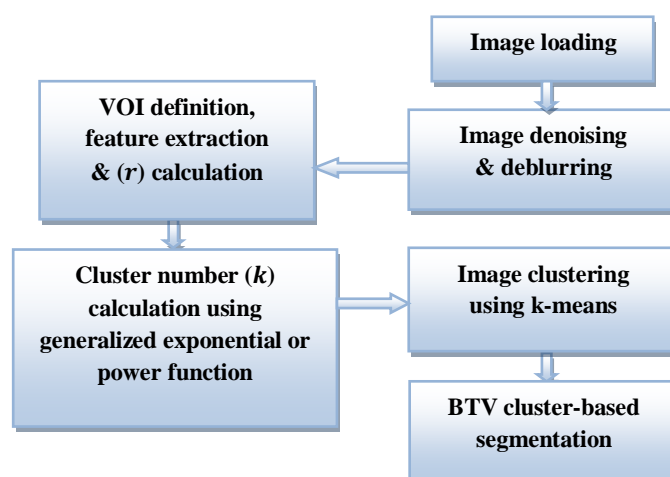 Image loading
Image denoising
& deblurring
VOI definition,
feature extraction
& (r) calculation
Cluster number (k)
calculation using
generalized exponential or
power function
Image clustering
using k-means
BTV cluster-based
segmentation